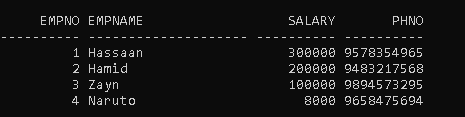 EMPNO EMPNAME SALARY PHNO
---------- -------------------- ---------- ----------
1 Hassaan 300000 9578354965
2 Hamid 200000 9483217568
3 Zayn 100000 9894573295
4 Naruto 8000 9658475694